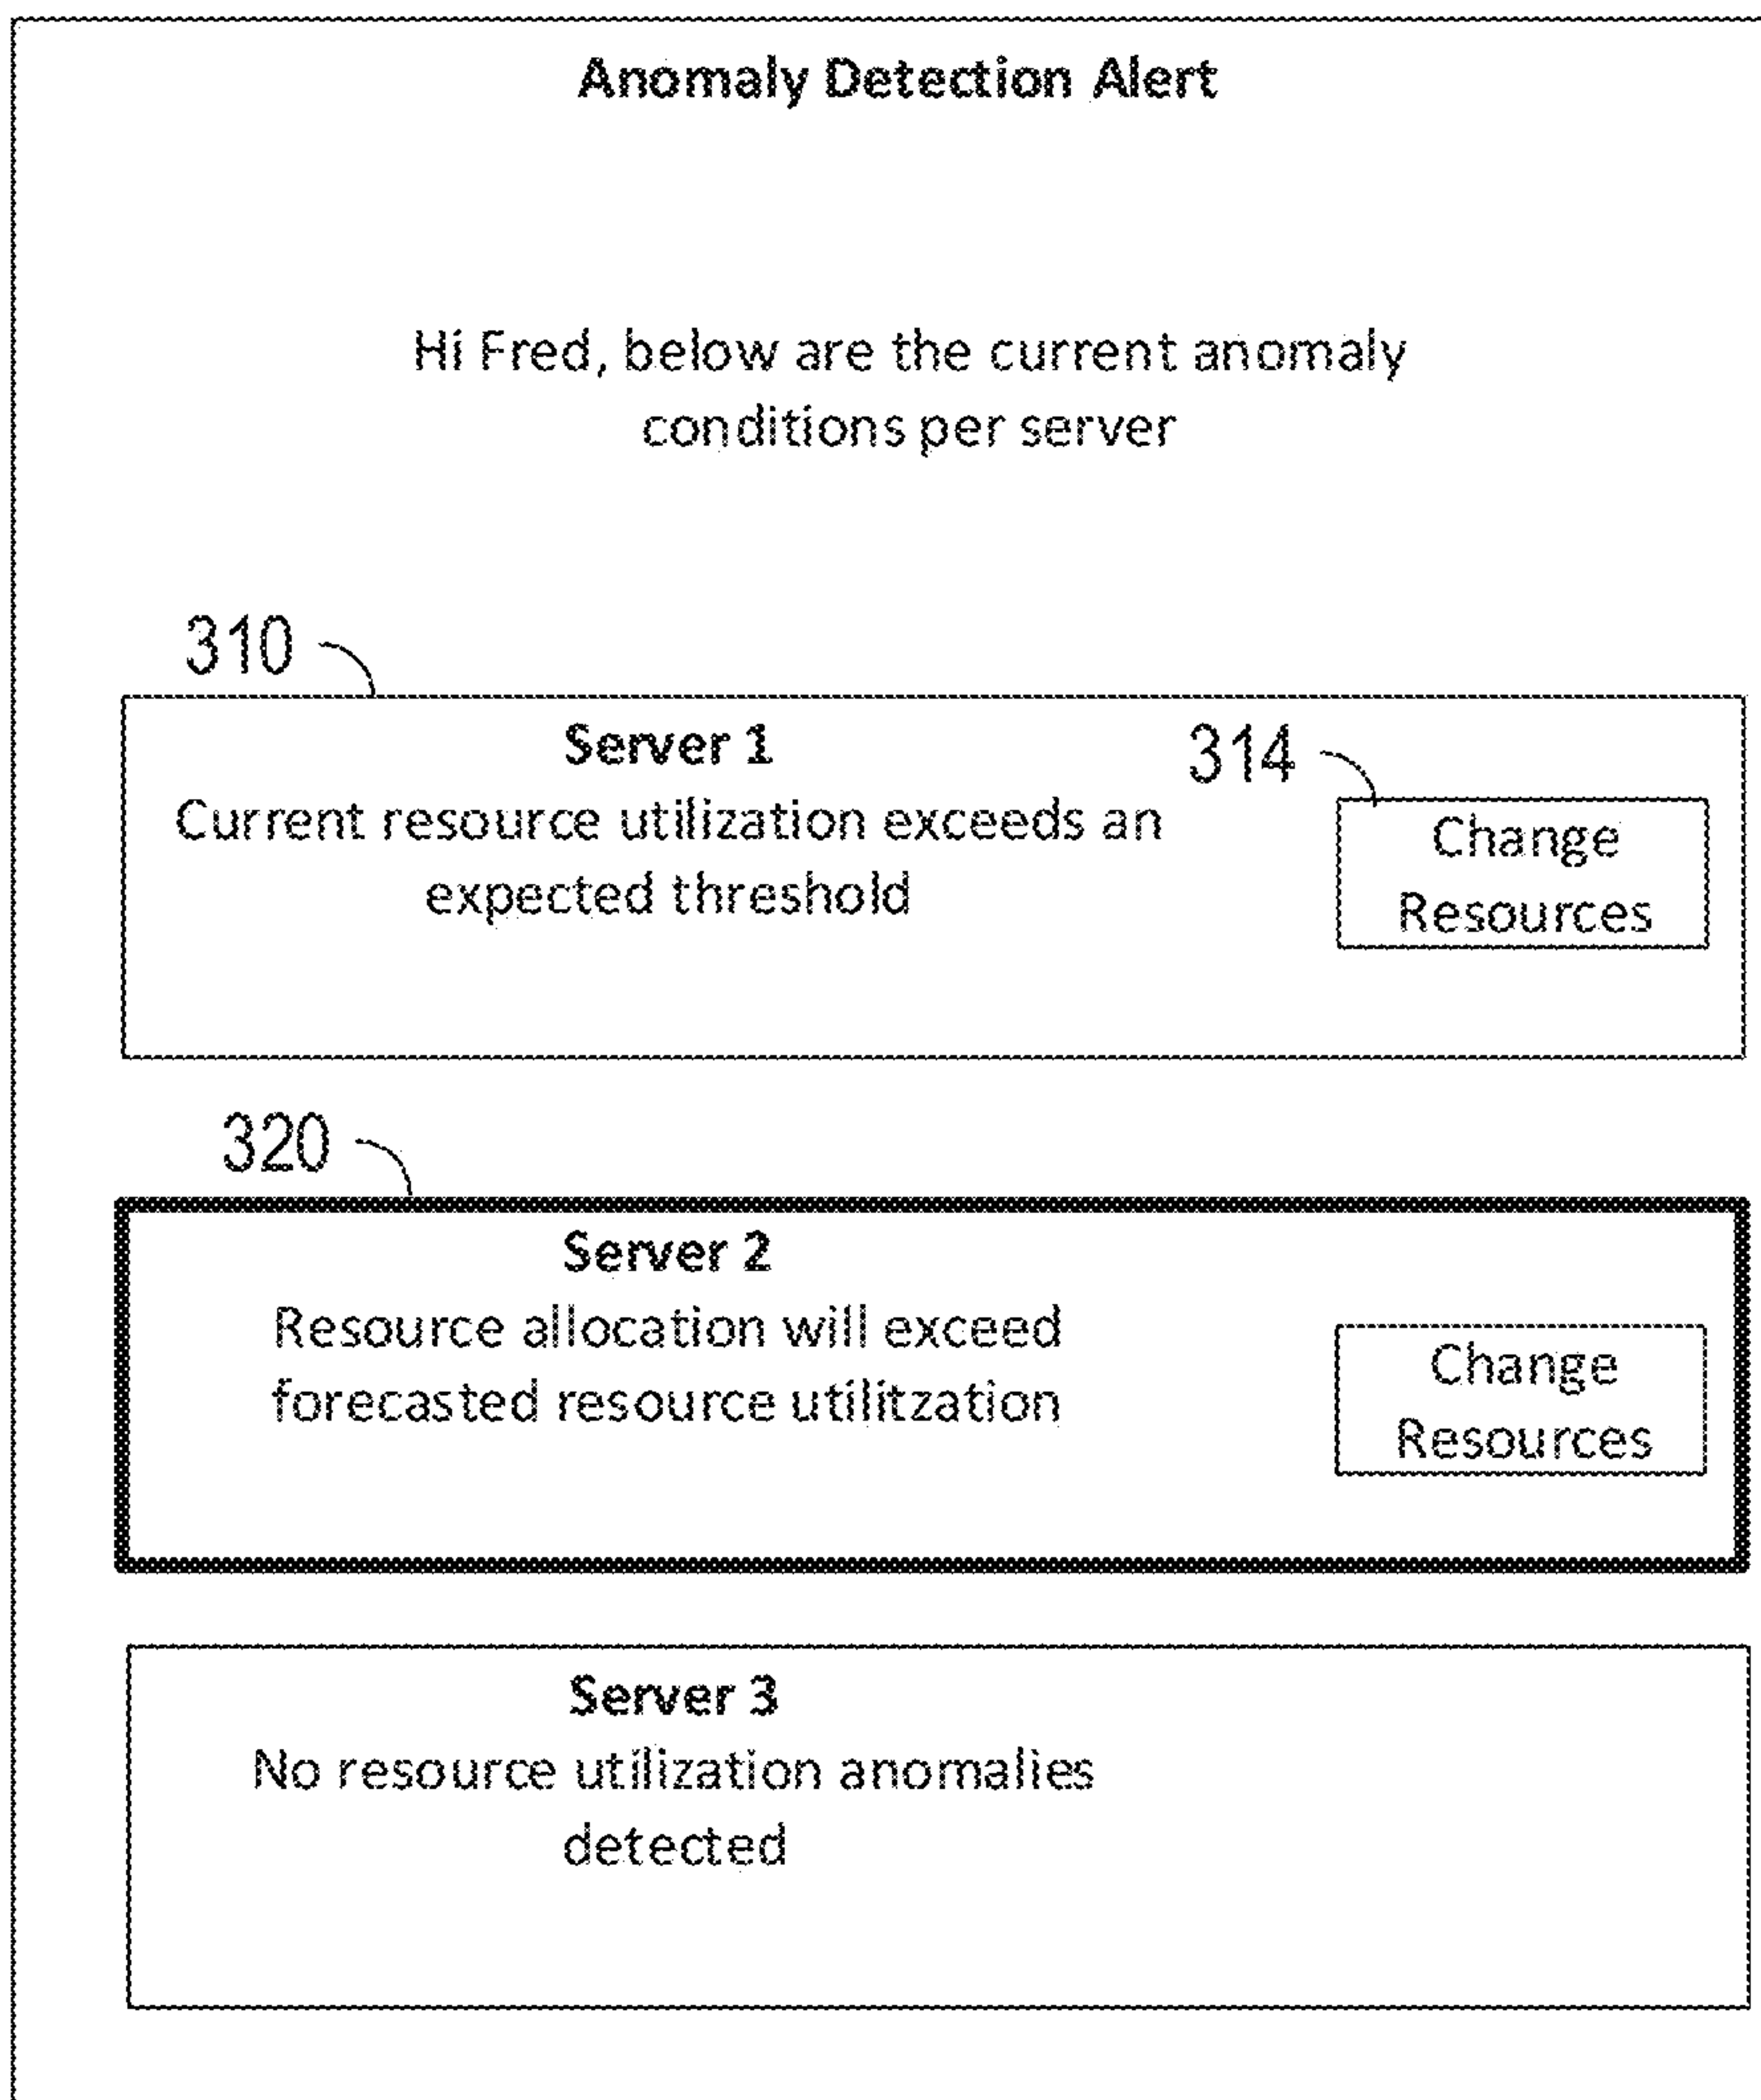 Anomaly Detection Alert
Hi Fred, below are the current anomaly
conditions per server
310
Server 1
314
Current resource utilization exceeds an
expected threshold
Change
Resources
320
Server 2
Resource allocation will exceed
forecasted resource utilitzation
Change
Resources
Server 3
No resource utilization anomalies
detected